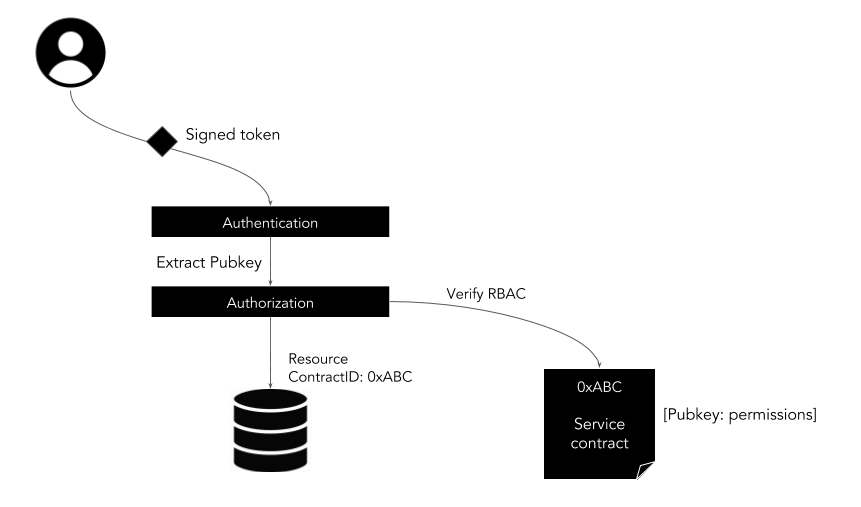 Signed token
Authentication
Extract Pubkey
Authorization
Verify RBAC
Resource
ContractID: 0xABC
0xABC
Service
contract
[Pubkey: permissions]